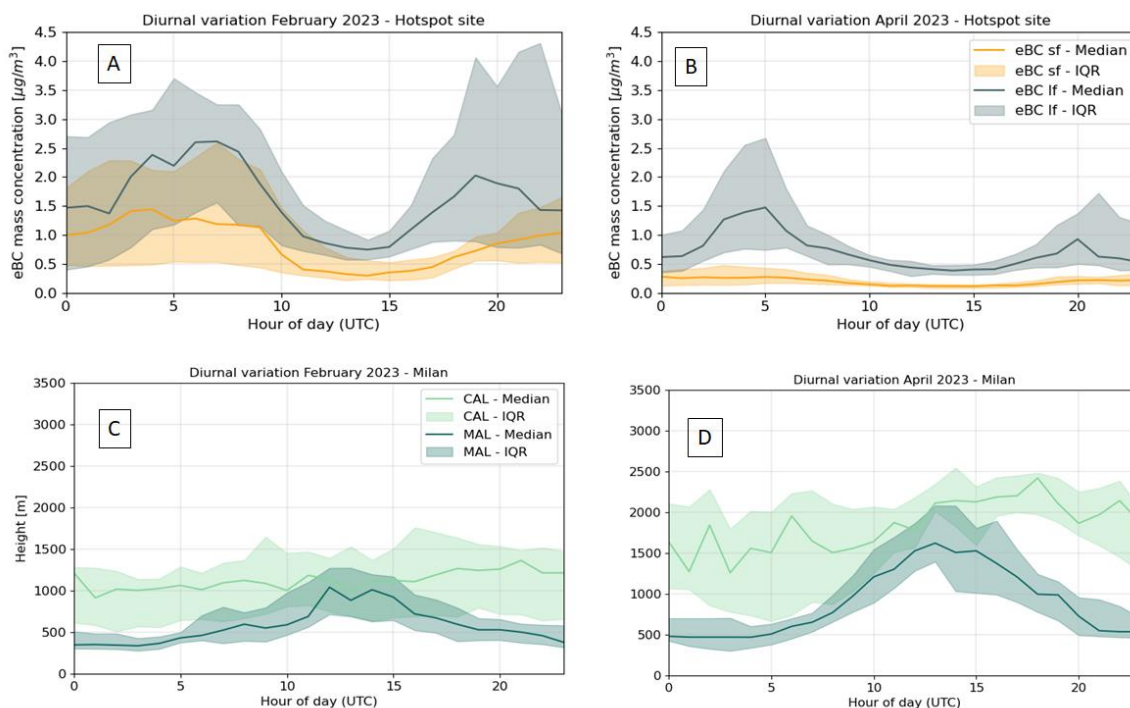 Diurnal variation February 2023 - Hotspot site
A
eBC mass concentration [μg/m³]
4.5
4.0
3.5
3.0
2.5
2.0
1.5
1.0
0.5
0.0
0 5 10 15 20
Hour of day (UTC)
Diurnal variation April 2023 - Hotspot site
B
eBC sf - Median
eBC sf - IQR
eBC lf - Median
eBC lf - IQR
eBC mass concentration [μg/m³]
4.5
4.0
3.5
3.0
2.5
2.0
1.5
1.0
0.5
0.0
0 5 10 15 20
Hour of day (UTC)
Diurnal variation February 2023 - Milan
C
CAL - Median
CAL - IQR
MAL - Median
MAL - IQR
Height [m]
3500
3000
2500
2000
1500
1000
500
0
0 5 10 15 20
Hour of day (UTC)
Diurnal variation April 2023 - Milan
D
3500
3000
2500
2000
1500
1000
500
0
0 5 10 15 20
Hour of day (UTC)